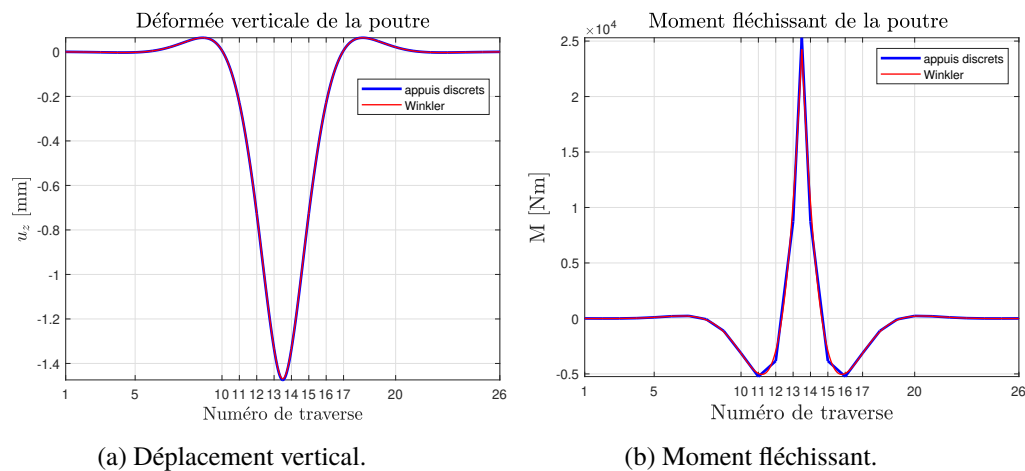 Déformée verticale de la poutre
0
-0.2
-0.4
-0.6
-0.8
-1
-1.2
-1.4
u_z [mm]
appuis discrets
Winkler
1 5 10 11 12 13 14 15 16 17 20 26
Numéro de traverse
(a) Déplacement vertical.
Moment fléchissant de la poutre
×10⁴
2.5
2
1.5
1
0.5
0
-0.5
M [Nm]
appuis discrets
Winkler
1 5 10 11 12 13 14 15 16 17 20 26
Numéro de traverse
(b) Moment fléchissant.